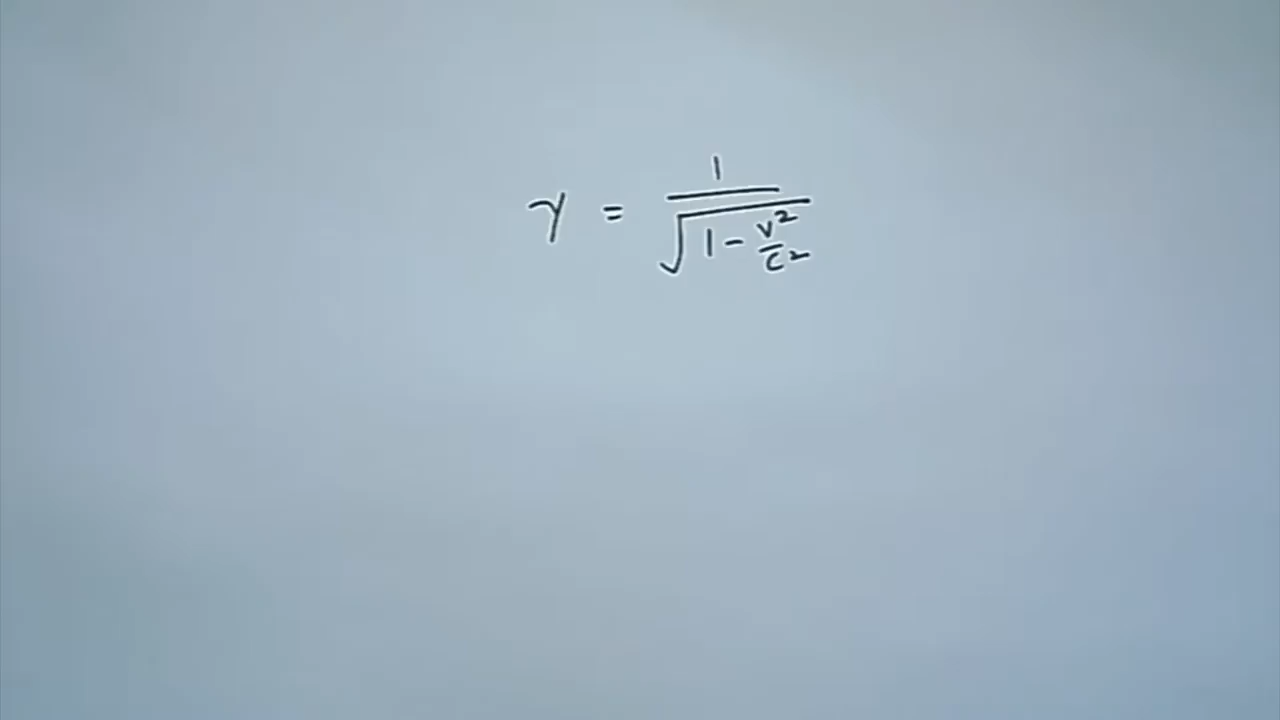 γ = 1 / √(1 - v²/c²)